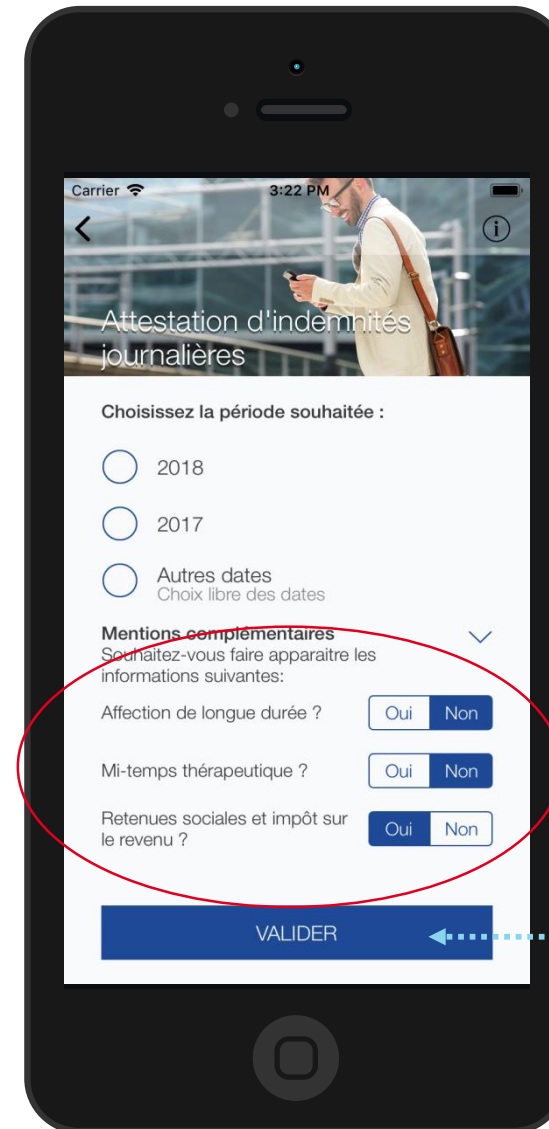 Carrier 3:22 PM
Attestation d'indemnités
journalières
Choisissez la période souhaitée :
2018
2017
Autres dates
Choix libre des dates
Mentions complémentaires
Souhaitez-vous faire apparaitre les
informations suivantes:
Affection de longue durée ? Oui Non
Mi-temps thérapeutique ? Oui Non
Retenues sociales et impôt sur
le revenu ? Oui Non
VALIDER